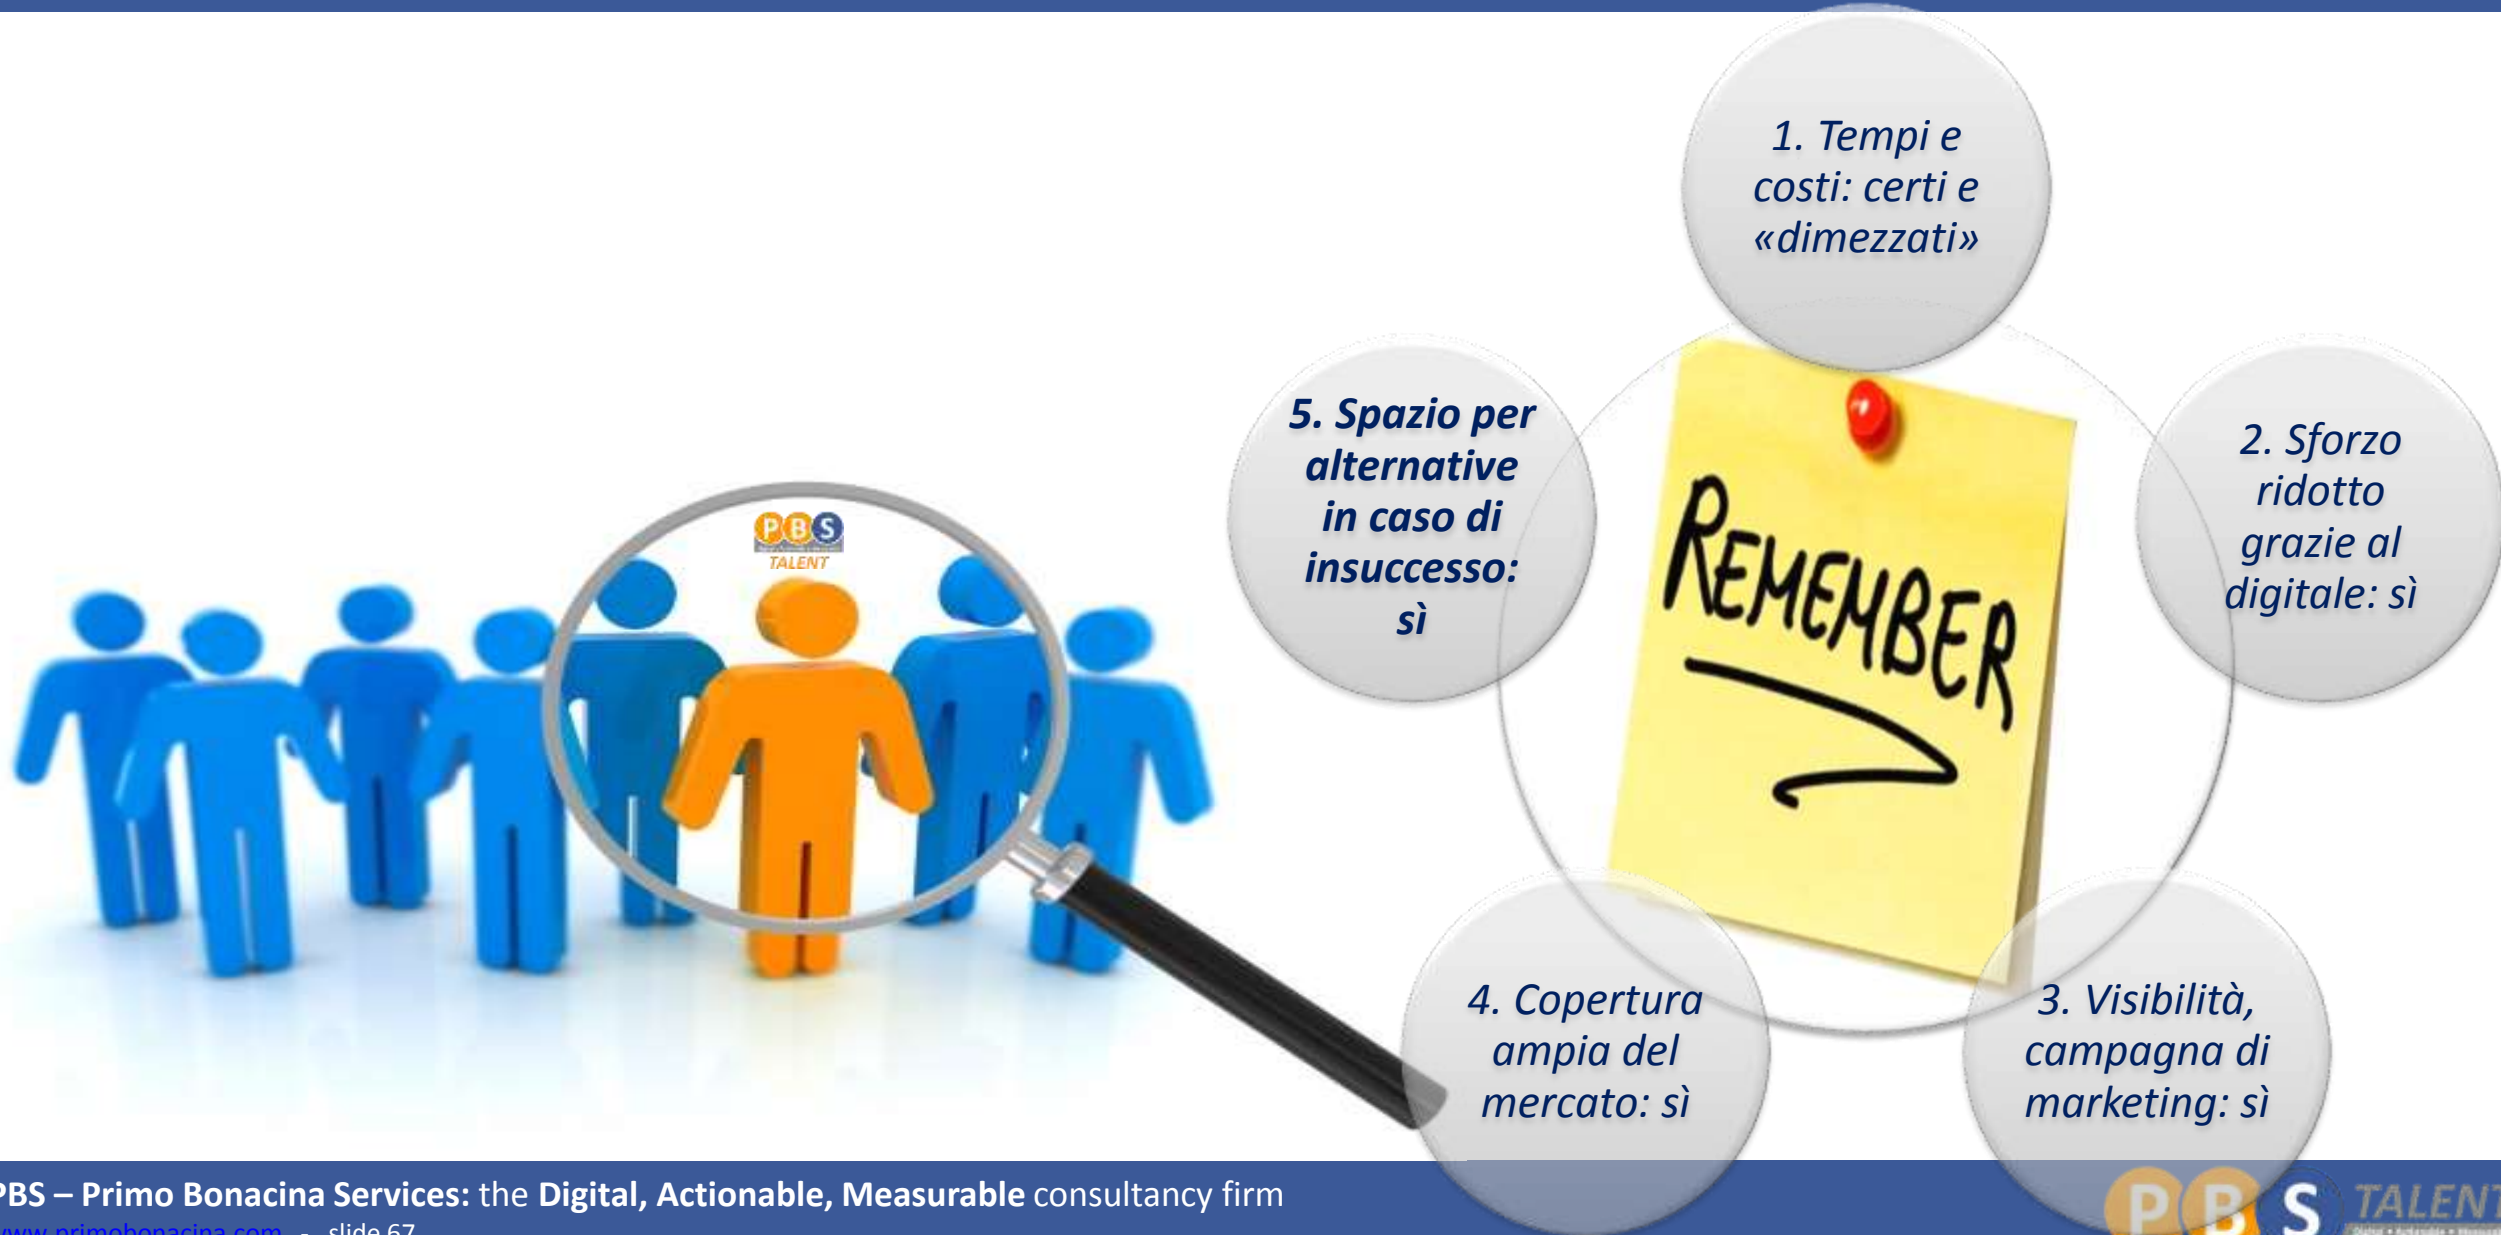 1. Tempi e
costi: certi e
«dimezzati»
2. Sforzo
ridotto
grazie al
digitale: sì
3. Visibilità,
campagna di
marketing: sì
4. Copertura
ampia del
mercato: sì
5. Spazio per
alternative
in caso di
insuccesso:
sì
REMEMBER
PBS
TALENT
PBS – Primo Bonacina Services: the Digital, Actionable, Measurable consultancy firm
www.primobonacina.com - slide 67
PBS TALENT